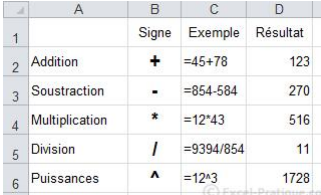 A B C D
1 Signe Exemple Résultat
2 Addition + =45+78 123
3 Soustraction - =854-584 270
4 Multiplication * =12*43 516
5 Division / =9394/854 11
6 Puissances ^ =12^3 1728
© Excel-Pratique.co